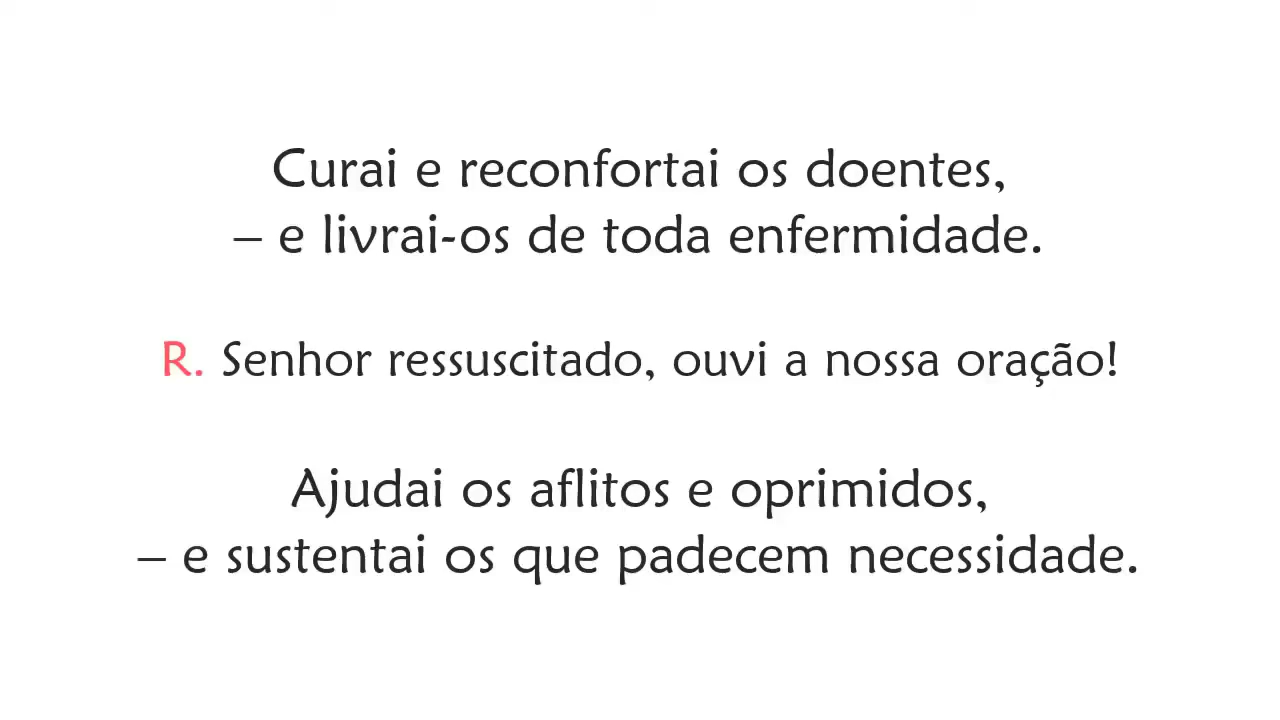 Curai e reconfortai os doentes,
– e livrai-os de toda enfermidade.
R. Senhor ressuscitado, ouvi a nossa oração!
Ajudai os aflitos e oprimidos,
– e sustentai os que padecem necessidade.